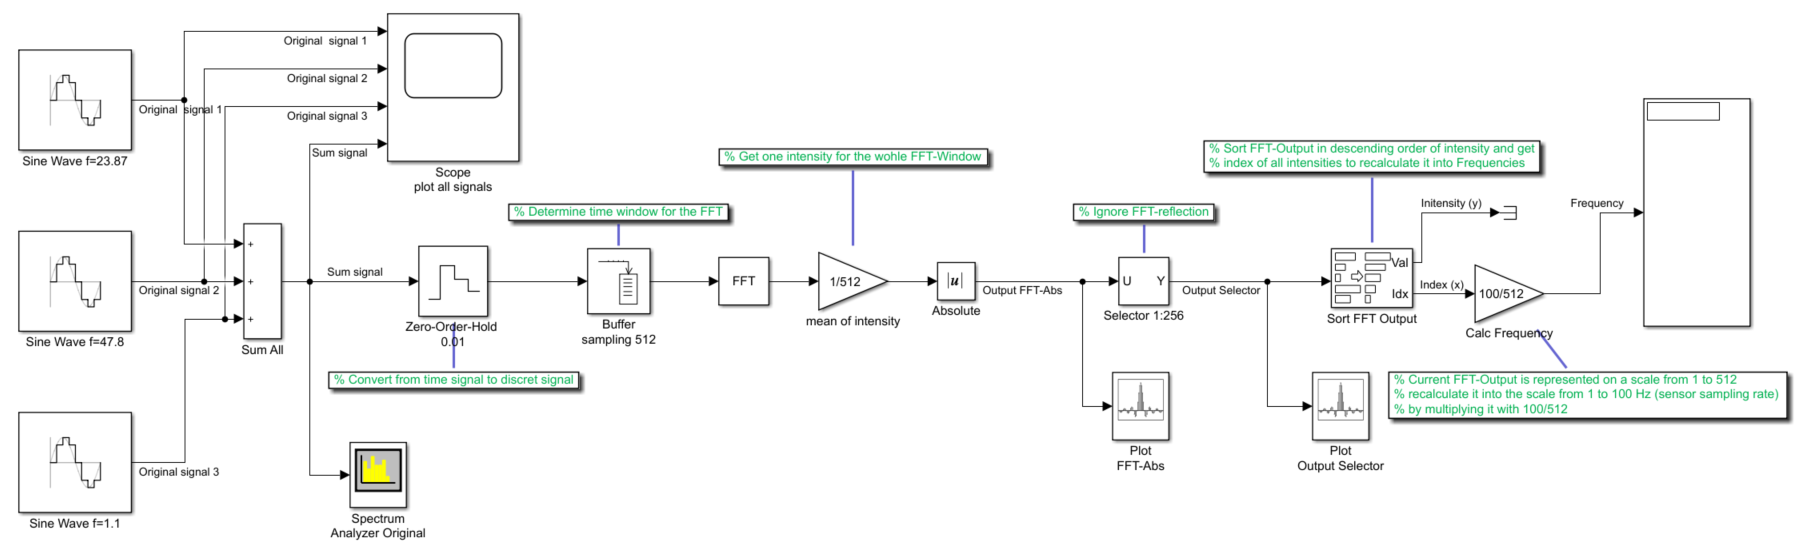 Original signal 1
Original signal 2
Original signal 3
Sum signal
Scope
plot all signals
Original signal 1
Sine Wave f=23.87
Original signal 2
Sine Wave f=47.8
Original signal 3
Sine Wave f=1.1
+
+
+
Sum All
Sum signal
Zero-Order-Hold
0.01
% Convert from time signal to discret signal
Spectrum
Analyzer Original
% Determine time window for the FFT
Buffer
sampling 512
FFT
% Get one intensity for the wohle FFT-Window
1/512
mean of intensity
|u|
Absolute
Output FFT-Abs
% Ignore FFT-reflection
U
Y
Selector 1:256
Output Selector
Plot
FFT-Abs
Plot
Output Selector
% Sort FFT-Output in descending order of intensity and get
% index of all intensities to recalculate it into Frequencies
Val
Idx
Sort FFT Output
Initensity (y)
Index (x)
100/512
Calc Frequency
Frequency
% Current FFT-Output is represented on a scale from 1 to 512
% recalculate it into the scale from 1 to 100 Hz (sensor sampling rate)
% by multiplying it with 100/512